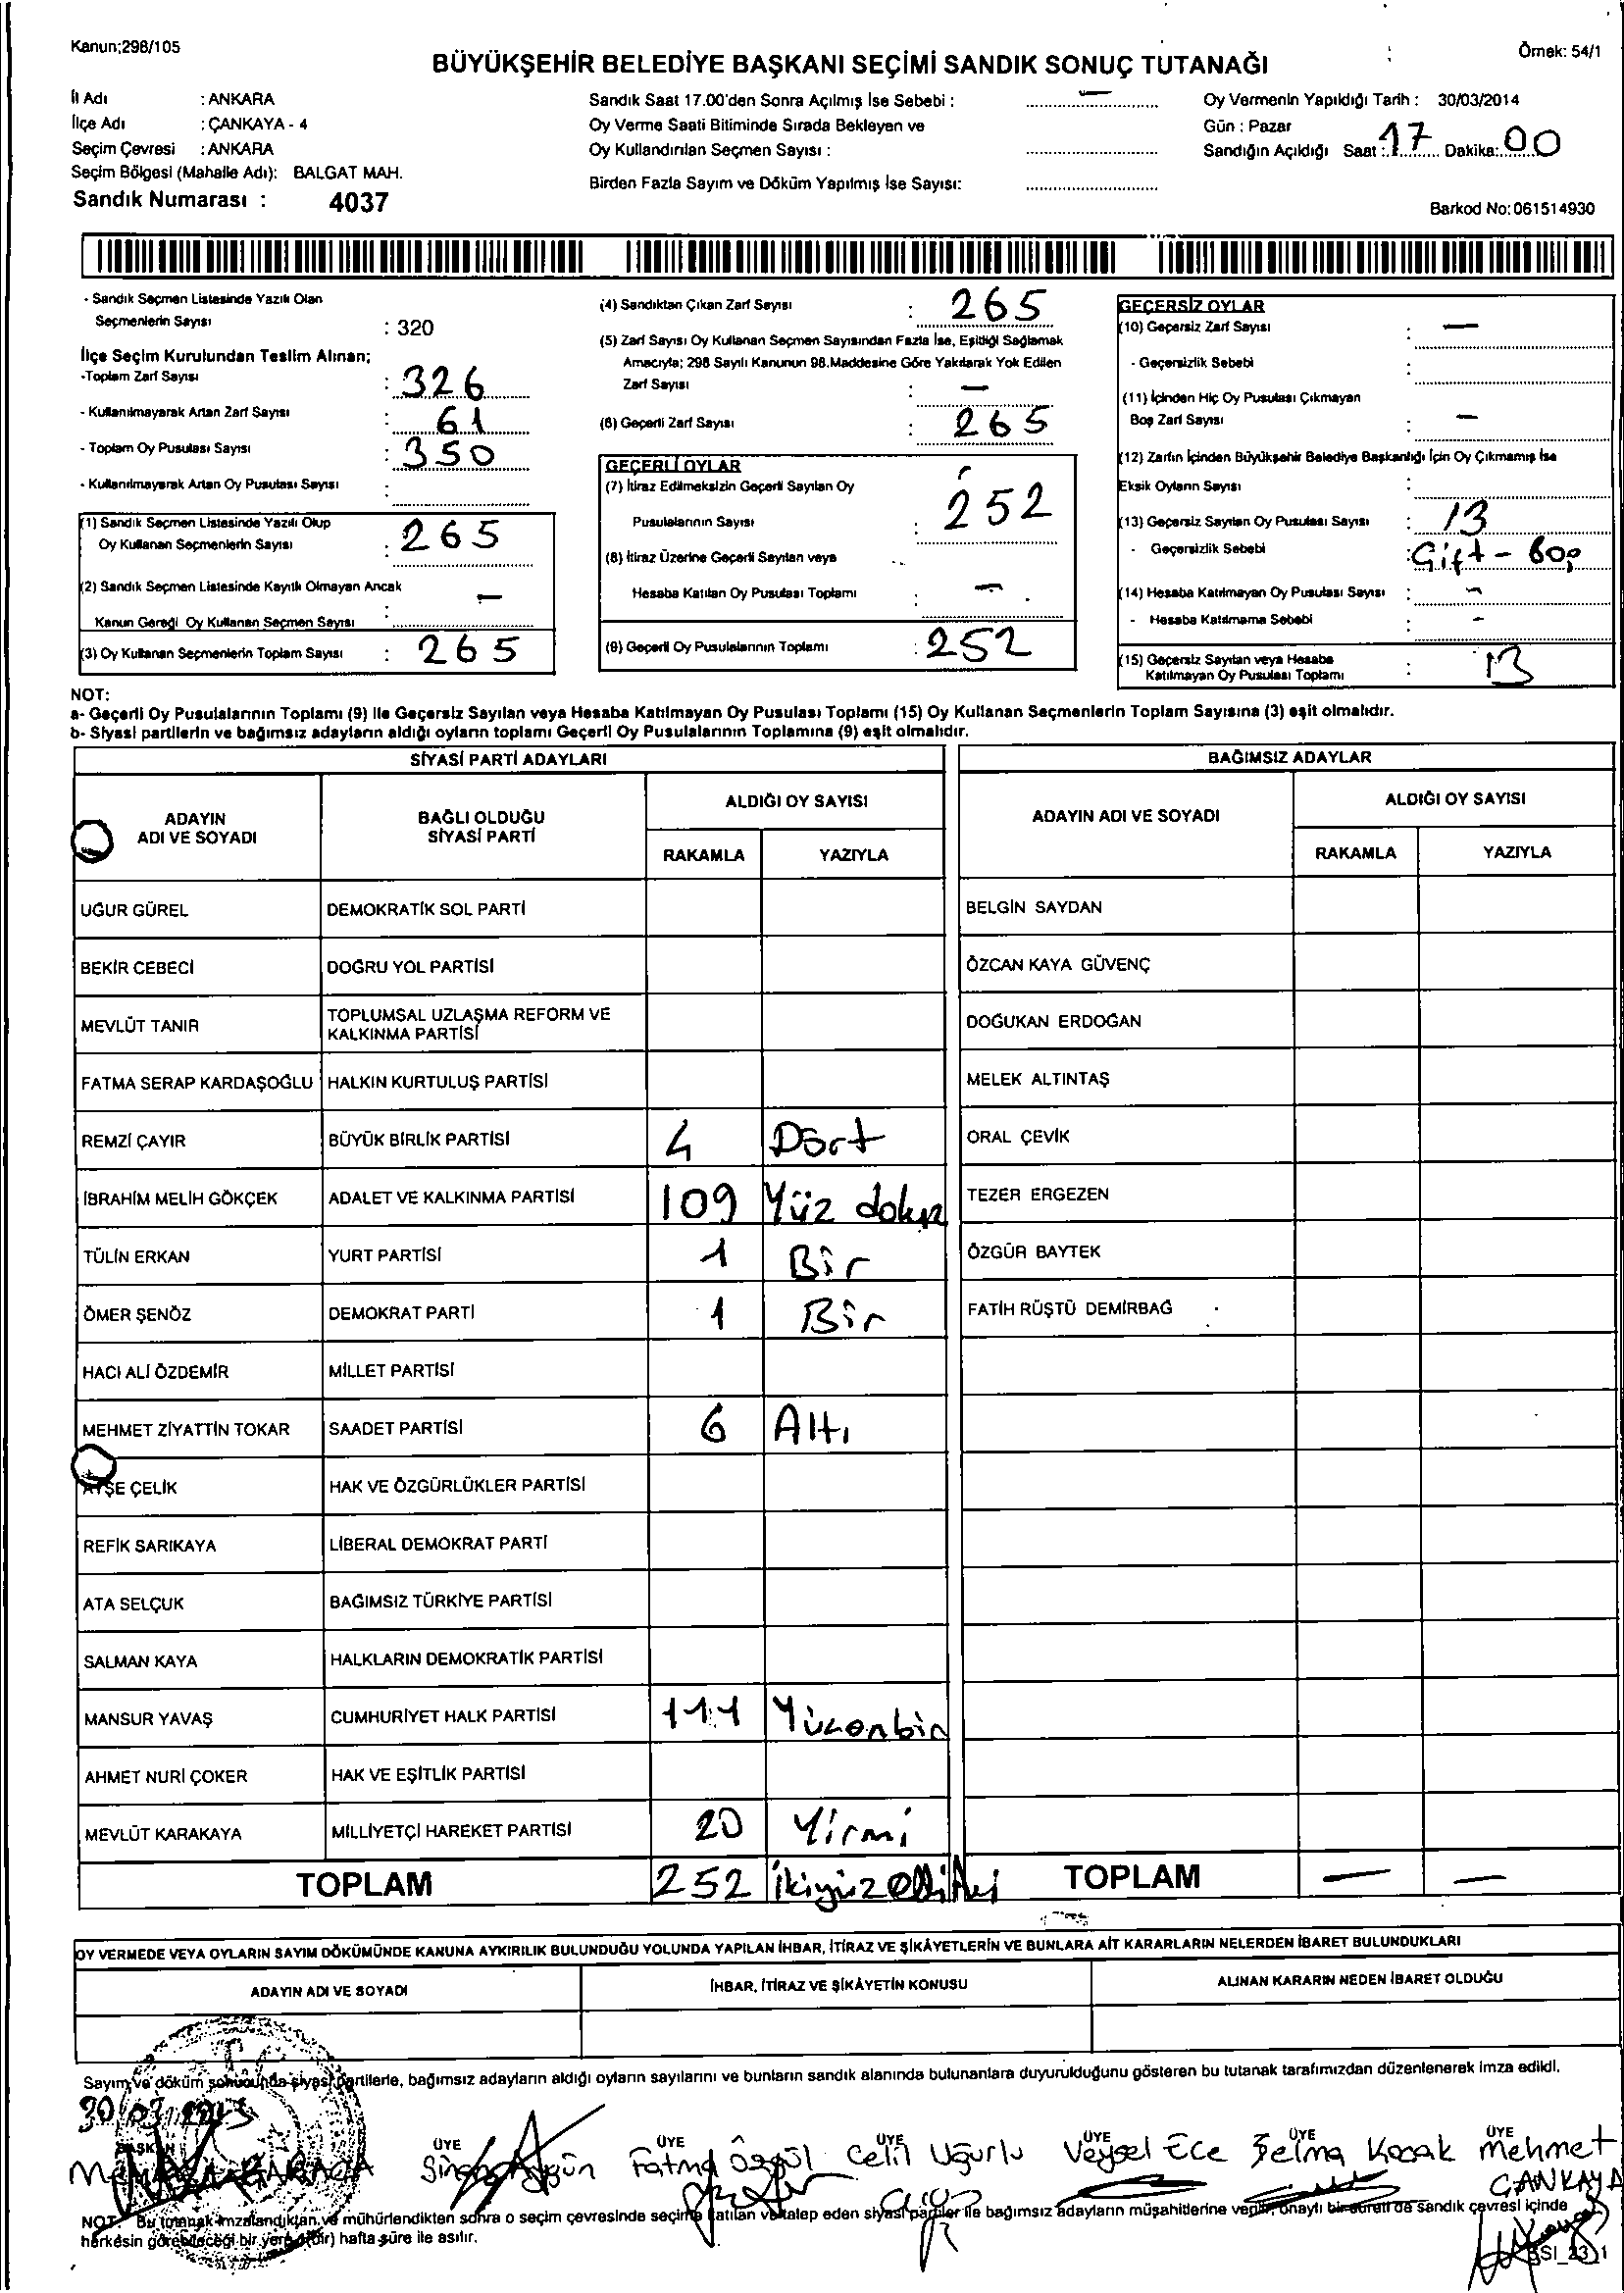 Kanun;298/105
Örnek: 54/1
BÜYÜKŞEHİR BELEDİYE BAŞKANI SEÇİMİ SANDIK SONUÇ TUTANAĞI
İl Adı : ANKARA
İlçe Adı : ÇANKAYA - 4
Seçim Çevresi : ANKARA
Seçim Bölgesi (Mahalle Adı): BALGAT MAH.
Sandık Numarası : 4037
Sandık Saat 17.00'den Sonra Açılmış İse Sebebi : —
Oy Verme Saati Bitiminde Sırada Bekleyen ve
Oy Kullandırılan Seçmen Sayısı :
Birden Fazla Sayım ve Döküm Yapılmış İse Sayısı:
Oy Vermenin Yapıldığı Tarih : 30/03/2014
Gün : Pazar
Sandığın Açıldığı Saat : 17 Dakika: 00
Barkod No: 061514930
- Sandık Seçmen Listesinde Yazılı Olan
Seçmenlerin Sayısı : 320
İlçe Seçim Kurulundan Teslim Alınan;
-Toplam Zarf Sayısı : 326
- Kullanılmayarak Artan Zarf Sayısı : 61
- Toplam Oy Pusulası Sayısı : 350
- Kullanılmayarak Artan Oy Pusulası Sayısı :
(1) Sandık Seçmen Listesinde Yazılı Olup
Oy Kullanan Seçmenlerin Sayısı : 265
(2) Sandık Seçmen Listesinde Kayıtlı Olmayan Ancak
Kanun Gereği Oy Kullanan Seçmen Sayısı : —
(3) Oy Kullanan Seçmenlerin Toplam Sayısı : 265
(4) Sandıktan Çıkan Zarf Sayısı : 265
(5) Zarf Sayısı Oy Kullanan Seçmen Sayısından Fazla İse, Eşitliği Sağlamak
Amacıyla; 298 Sayılı Kanunun 98.Maddesine Göre Yakılarak Yok Edilen
Zarf Sayısı : —
(6) Geçerli Zarf Sayısı : 265
GEÇERLİ OYLAR
(7) İtiraz Edilmeksizin Geçerli Sayılan Oy
Pusulalarının Sayısı : 252
(8) İtiraz Üzerine Geçerli Sayılan veya
Hesaba Katılan Oy Pusulası Toplamı : —
(9) Geçerli Oy Pusulalarının Toplamı : 252
GEÇERSİZ OYLAR
(10) Geçersiz Zarf Sayısı : —
- Geçersizlik Sebebi :
(11) İçinden Hiç Oy Pusulası Çıkmayan
Boş Zarf Sayısı : —
(12) Zarfın İçinden Büyükşehir Belediye Başkanlığı İçin Oy Çıkmamış İse
Eksik Oyların Sayısı :
(13) Geçersiz Sayılan Oy Pusulası Sayısı : 13
- Geçersizlik Sebebi : Çift - Boş
(14) Hesaba Katılmayan Oy Pusulası Sayısı : —
- Hesaba Katılmama Sebebi : —
(15) Geçersiz Sayılan veya Hesaba
Katılmayan Oy Pusulası Toplamı : 13
NOT:
a- Geçerli Oy Pusulalarının Toplamı (9) ile Geçersiz Sayılan veya Hesaba Katılmayan Oy Pusulası Toplamı (15) Oy Kullanan Seçmenlerin Toplam Sayısına (3) eşit olmalıdır.
b- Siyasi partilerin ve bağımsız adayların aldığı oyların toplamı Geçerli Oy Pusulalarının Toplamına (9) eşit olmalıdır.
SİYASİ PARTİ ADAYLARI
ADAYIN ADI VE SOYADI
BAĞLI OLDUĞU SİYASİ PARTİ
ALDIĞI OY SAYISI
RAKAMLA YAZIYLA
UĞUR GÜREL DEMOKRATİK SOL PARTİ
BEKİR CEBECİ DOĞRU YOL PARTİSİ
MEVLÜT TANIR TOPLUMSAL UZLAŞMA REFORM VE KALKINMA PARTİSİ
FATMA SERAP KARDAŞOĞLU HALKIN KURTULUŞ PARTİSİ
REMZİ ÇAYIR BÜYÜK BİRLİK PARTİSİ 4 Dört
İBRAHİM MELİH GÖKÇEK ADALET VE KALKINMA PARTİSİ 109 Yüz dokuz
TÜLİN ERKAN YURT PARTİSİ 1 Bir
ÖMER ŞENÖZ DEMOKRAT PARTİ 1 Bir
HACI ALİ ÖZDEMİR MİLLET PARTİSİ
MEHMET ZİYATTİN TOKAR SAADET PARTİSİ 6 Altı
AYŞE ÇELİK HAK VE ÖZGÜRLÜKLER PARTİSİ
REFİK SARIKAYA LİBERAL DEMOKRAT PARTİ
ATA SELÇUK BAĞIMSIZ TÜRKİYE PARTİSİ
SALMAN KAYA HALKLARIN DEMOKRATİK PARTİSİ
MANSUR YAVAŞ CUMHURİYET HALK PARTİSİ 111 Yüzonbir
AHMET NURİ ÇOKER HAK VE EŞİTLİK PARTİSİ
MEVLÜT KARAKAYA MİLLİYETÇİ HAREKET PARTİSİ 20 Yirmi
TOPLAM 252 İkiyüzelliiki
BAĞIMSIZ ADAYLAR
ADAYIN ADI VE SOYADI
ALDIĞI OY SAYISI
RAKAMLA YAZIYLA
BELGİN SAYDAN
ÖZCAN KAYA GÜVENÇ
DOĞUKAN ERDOĞAN
MELEK ALTINTAŞ
ORAL ÇEVİK
TEZER ERGEZEN
ÖZGÜR BAYTEK
FATİH RÜŞTÜ DEMİRBAĞ
TOPLAM — —
OY VERMEDE VEYA OYLARIN SAYIM DÖKÜMÜNDE KANUNA AYKIRILIK BULUNDUĞU YOLUNDA YAPILAN İHBAR, İTİRAZ VE ŞİKÂYETLERİN VE BUNLARA AİT KARARLARIN NELERDEN İBARET BULUNDUKLARI
ADAYIN ADI VE SOYADI
İHBAR, İTİRAZ VE ŞİKÂYETİN KONUSU
ALINAN KARARIN NEDEN İBARET OLDUĞU
Sayım ve döküm sonucunda siyasi partilerle, bağımsız adayların aldığı oyların sayılarını ve bunların sandık alanında bulunanlara duyurulduğunu gösteren bu tutanak tarafımızdan düzenlenerek imza edildi.
BAŞKAN ÜYE ÜYE ÜYE ÜYE ÜYE ÜYE
Fatma Özgül Celil Uğurlu Veysel Ece Selma Koçak Mehmet ÇANKAYA
NOT: Bu tutanak imzalandıktan ve mühürlendikten sonra o seçim çevresinde seçime katılan ve talep eden siyasi partiler ile bağımsız adayların müşahitlerine verilir, onaylı bir sureti de sandık çevresi içinde
herkesin görebileceği bir yere (bir) hafta süre ile asılır.